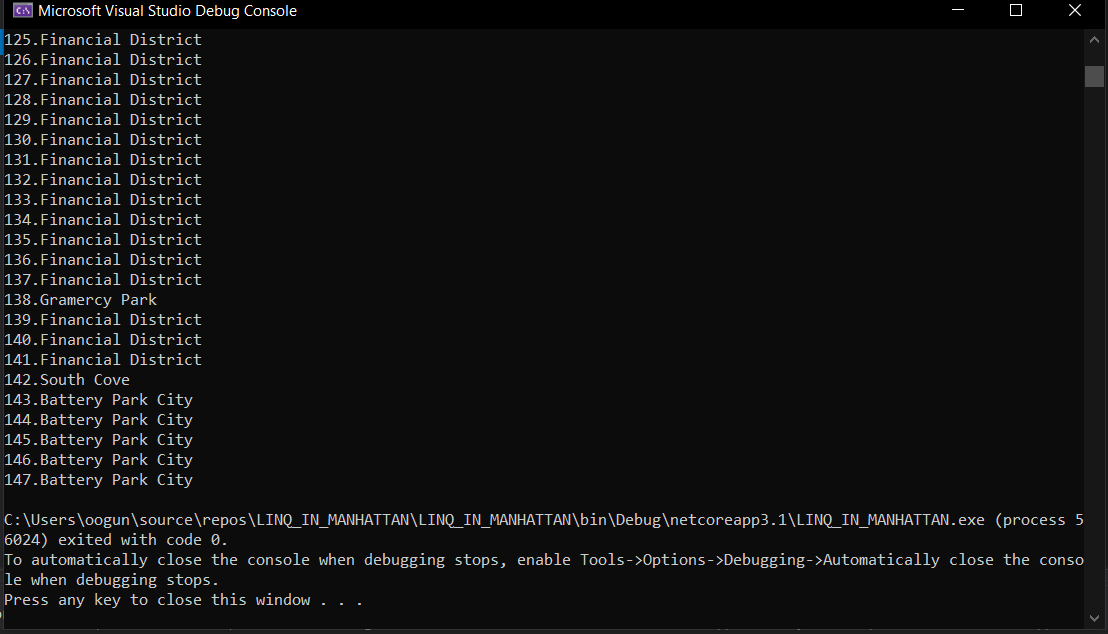 Microsoft Visual Studio Debug Console
125.Financial District
126.Financial District
127.Financial District
128.Financial District
129.Financial District
130.Financial District
131.Financial District
132.Financial District
133.Financial District
134.Financial District
135.Financial District
136.Financial District
137.Financial District
138.Gramercy Park
139.Financial District
140.Financial District
141.Financial District
142.South Cove
143.Battery Park City
144.Battery Park City
145.Battery Park City
146.Battery Park City
147.Battery Park City
C:\Users\oogun\source\repos\LINQ_IN_MANHATTAN\LINQ_IN_MANHATTAN\bin\Debug\netcoreapp3.1\LINQ_IN_MANHATTAN.exe (process 5
6024) exited with code 0.
To automatically close the console when debugging stops, enable Tools->Options->Debugging->Automatically close the conso
le when debugging stops.
Press any key to close this window . . .